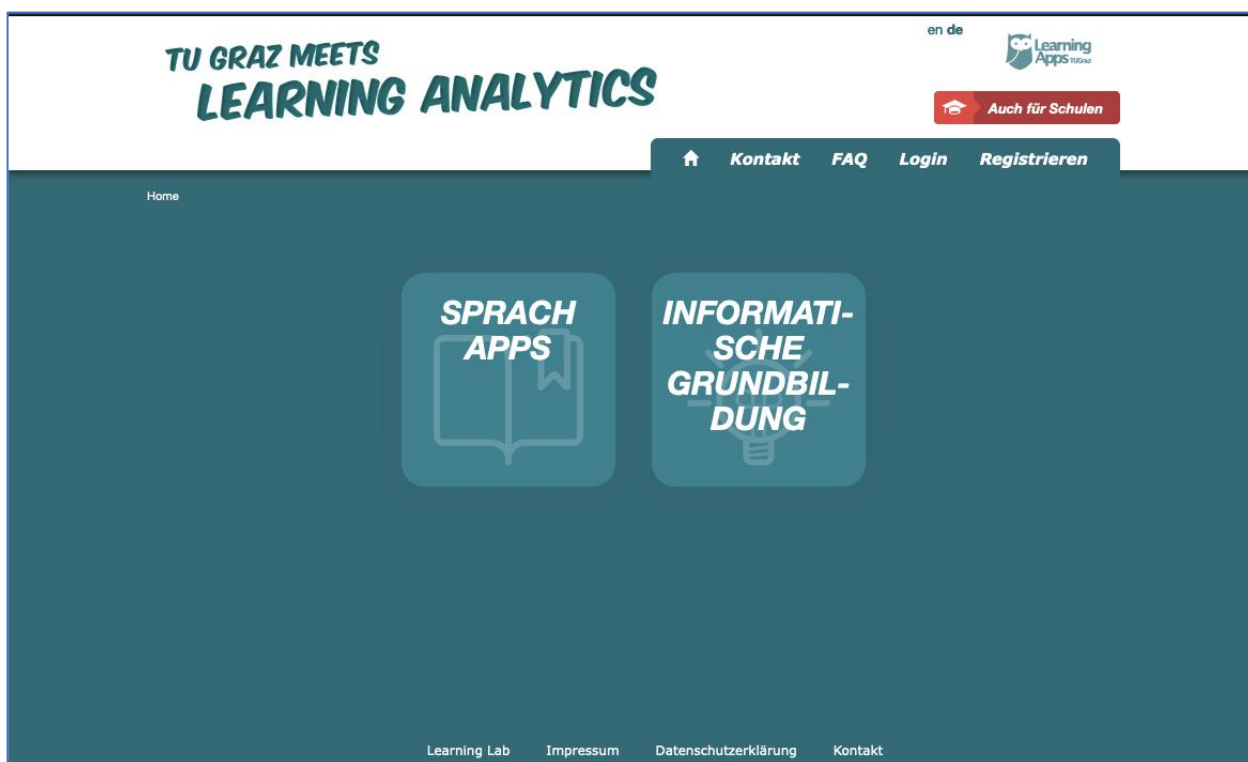 TU GRAZ MEETS
LEARNING ANALYTICS
en de
Learning
Apps TUGraz
Auch für Schulen
Kontakt FAQ Login Registrieren
Home
SPRACH
APPS
INFORMATI-
SCHE
GRUNDBIL-
DUNG
Learning Lab Impressum Datenschutzerklärung Kontakt